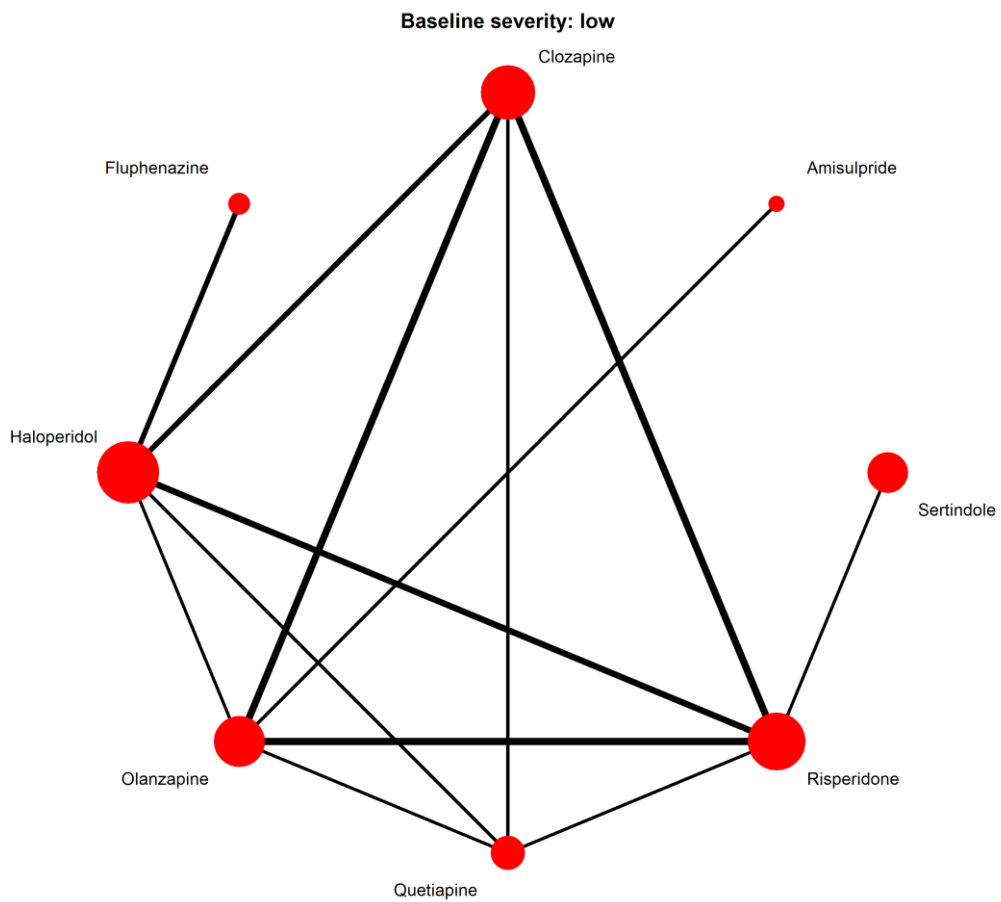 Baseline severity: low
Clozapine
Fluphenazine
Amisulpride
Haloperidol
Sertindole
Olanzapine
Risperidone
Quetiapine